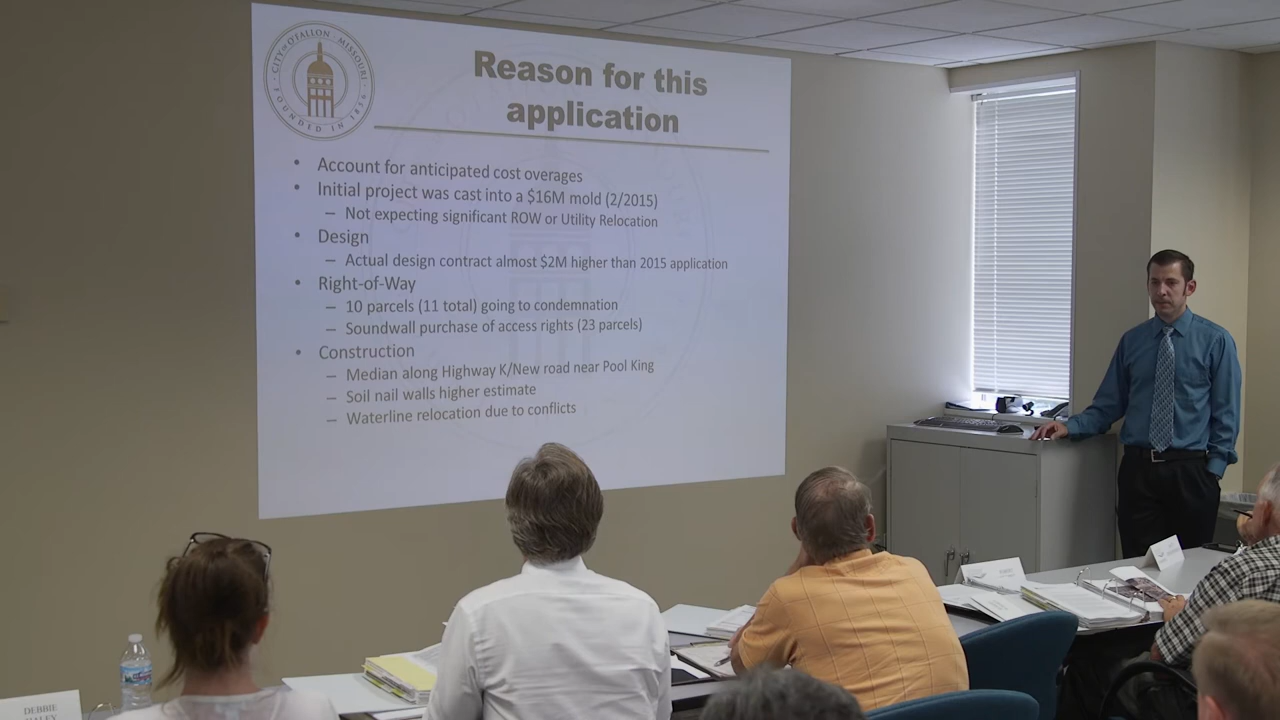 CITY OF O'FALLON · MISSOURI
FOUNDED IN 1856
Reason for this
application
• Account for anticipated cost overages
• Initial project was cast into a $16M mold (2/2015)
– Not expecting significant ROW or Utility Relocation
• Design
– Actual design contract almost $2M higher than 2015 application
• Right-of-Way
– 10 parcels (11 total) going to condemnation
– Soundwall purchase of access rights (23 parcels)
• Construction
– Median along Highway K/New road near Pool King
– Soil nail walls higher estimate
– Waterline relocation due to conflicts
DEBBIE